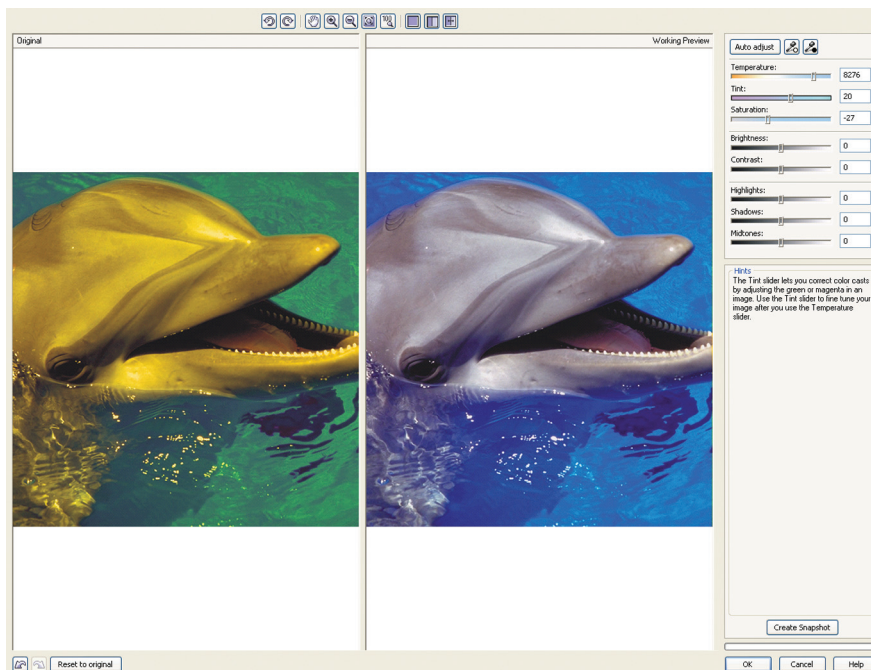 100
Original
Working Preview
Auto adjust
Temperature:
8276
Tint:
20
Saturation:
-27
Brightness:
0
Contrast:
0
Highlights:
0
Shadows:
0
Midtones:
0
Hints
The Tint slider lets you correct color casts
by adjusting the green or magenta in an
image. Use the Tint slider to fine tune your
image after you use the Temperature
slider.
Create Snapshot
Reset to original
OK
Cancel
Help